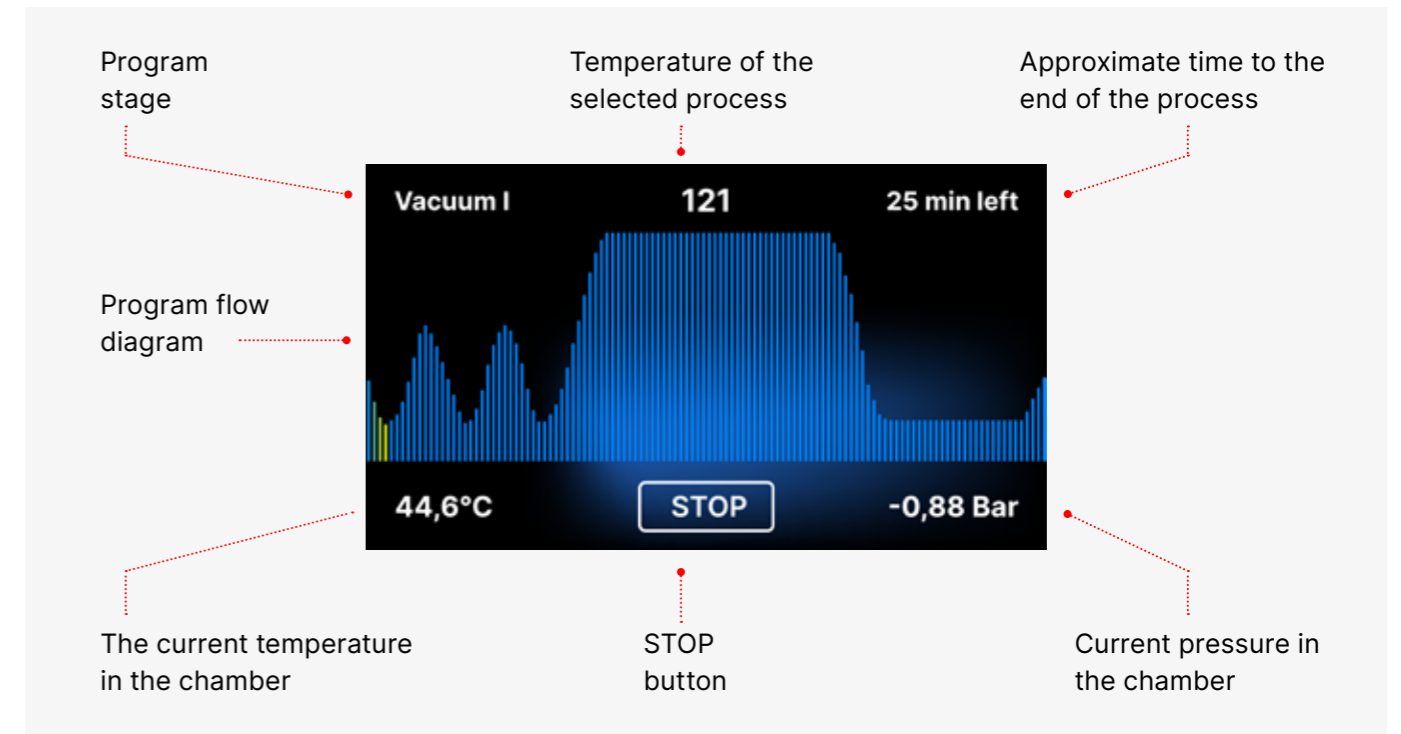 Program
stage
Temperature of the
selected process
Approximate time to the
end of the process
Vacuum I
121
25 min left
Program flow
diagram
44,6°C
STOP
-0,88 Bar
The current temperature
in the chamber
STOP
button
Current pressure in
the chamber